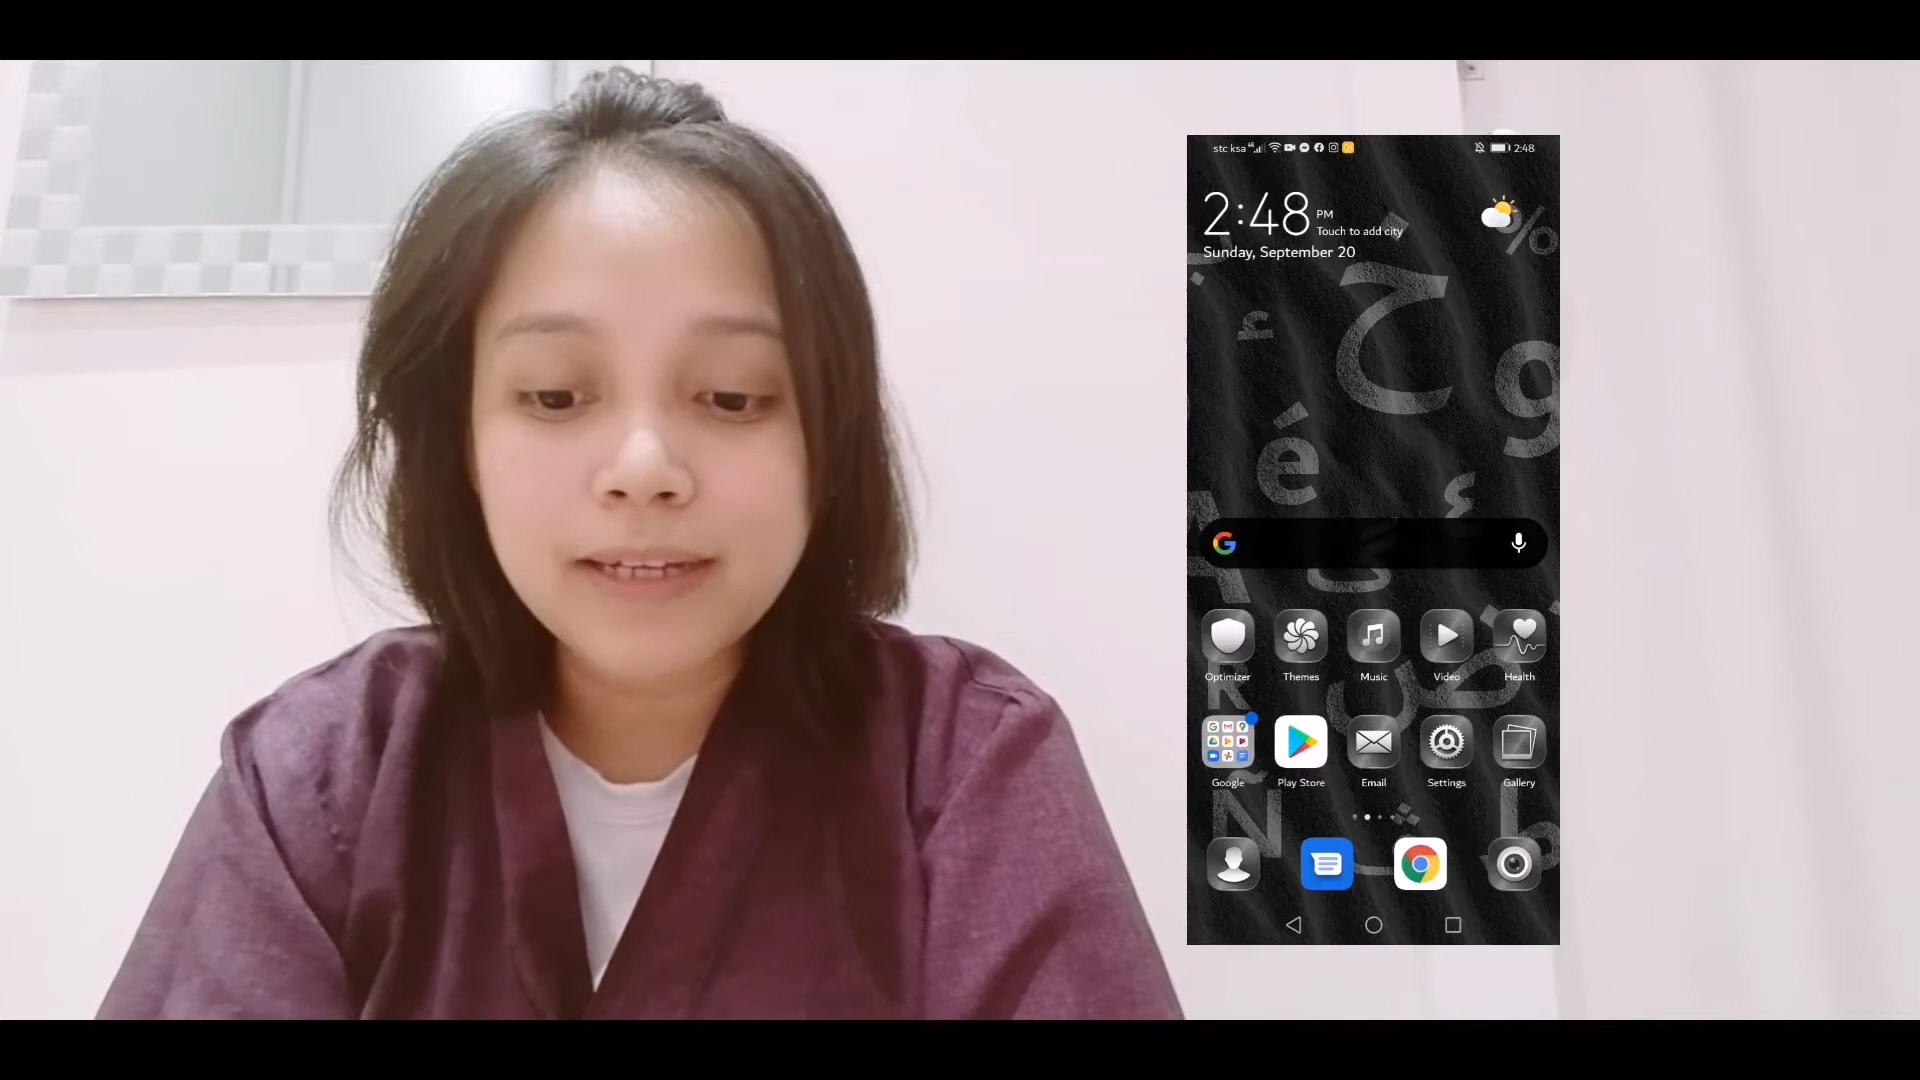 stc ksa 4G 2:48
2:48 PM
Touch to add city
Sunday, September 20
%
خ
و
é
G
Optimizer Themes Music Video Health
ض
R
Google Play Store Email Settings Gallery
Ñ
ط